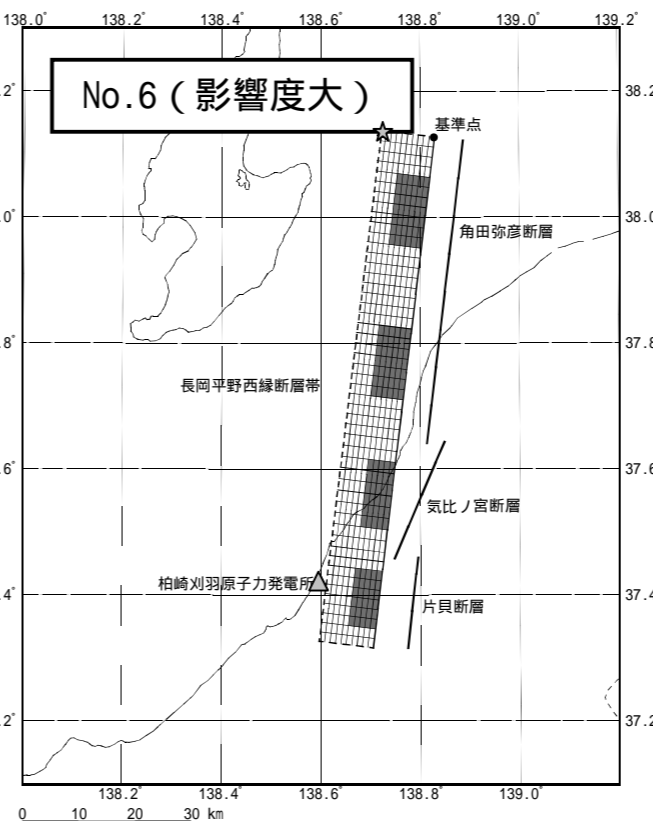 138.0° 138.2° 138.4° 138.6° 138.8° 139.0° 139.2°
No.6（影響度大）
.2° 38.2
基準点
.0° 38.0
角田弥彦断層
.8° 37.8
長岡平野西縁断層帯
.6° 37.6
気比ノ宮断層
柏崎刈羽原子力発電所
.4° 37.4
片貝断層
.2° 37.2
138.2° 138.4° 138.6° 138.8° 139.0°
0 10 20 30 km